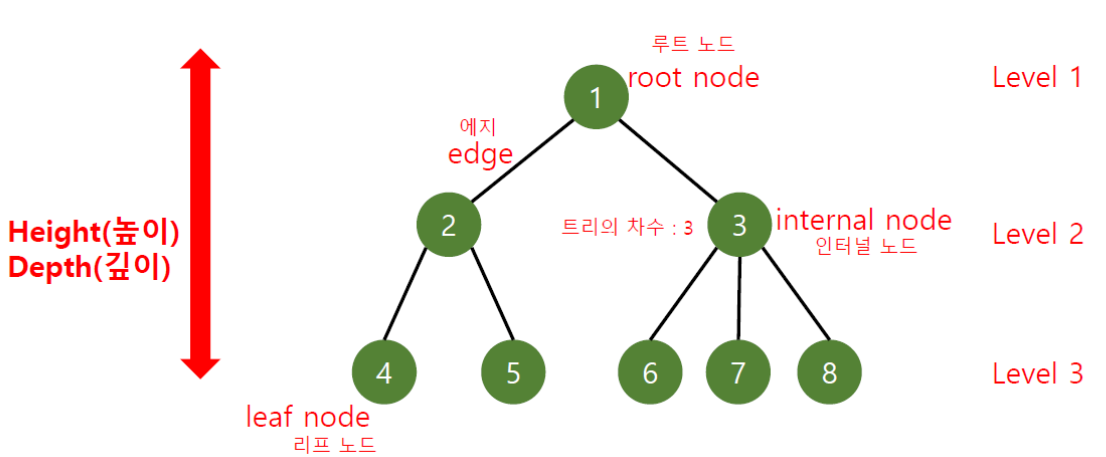 루트 노드
root node
1
Level 1
에지
edge
Height(높이)
Depth(깊이)
2
트리의 차수 : 3
3
internal node
인터널 노드
Level 2
4
5
6
7
8
Level 3
leaf node
리프 노드